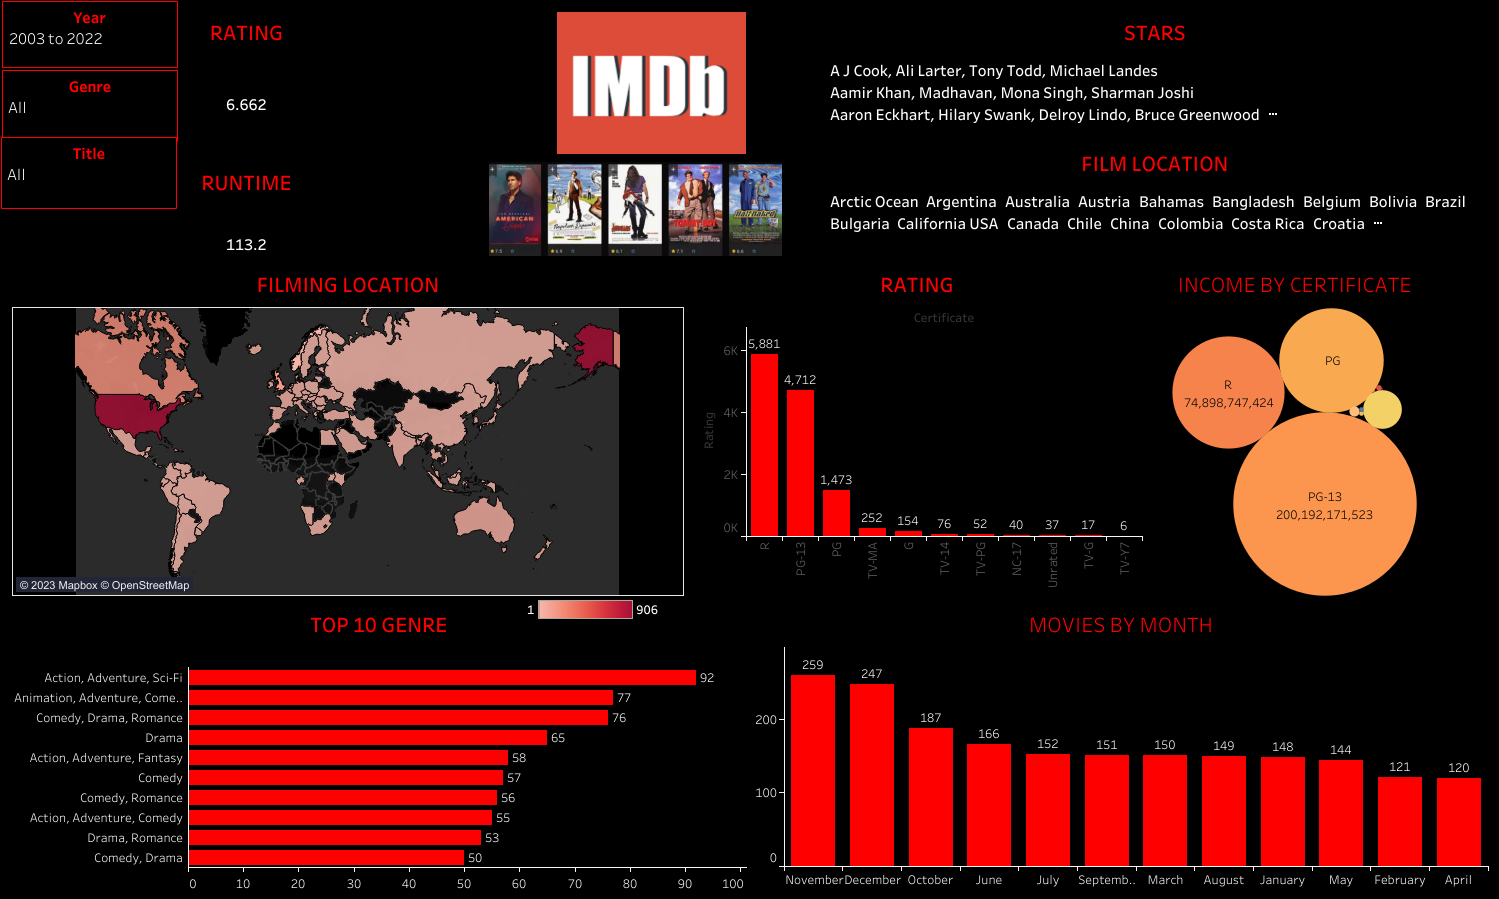 Year
2003 to 2022
Genre
All
Title
All
RATING
6.662
RUNTIME
113.2
IMDb
AMERICAN
STARS
A J Cook, Ali Larter, Tony Todd, Michael Landes
Aamir Khan, Madhavan, Mona Singh, Sharman Joshi
Aaron Eckhart, Hilary Swank, Delroy Lindo, Bruce Greenwood ...
FILM LOCATION
Arctic Ocean Argentina Australia Austria Bahamas Bangladesh Belgium Bolivia Brazil
Bulgaria California USA Canada Chile China Colombia Costa Rica Croatia ...
FILMING LOCATION
© 2023 Mapbox © OpenStreetMap
1 906
RATING
Certificate
Rating
6K
4K
2K
0K
5,881
4,712
1,473
252
154
76
52
40
37
17
6
R
PG-13
PG
TV-MA
G
TV-14
TV-PG
NC-17
Unrated
TV-G
TV-Y7
INCOME BY CERTIFICATE
PG
R
74,898,747,424
PG-13
200,192,171,523
TOP 10 GENRE
Action, Adventure, Sci-Fi 92
Animation, Adventure, Come.. 77
Comedy, Drama, Romance 76
Drama 65
Action, Adventure, Fantasy 58
Comedy 57
Comedy, Romance 56
Action, Adventure, Comedy 55
Drama, Romance 53
Comedy, Drama 50
0 10 20 30 40 50 60 70 80 90 100
MOVIES BY MONTH
200
100
0
259 247 187 166 152 151 150 149 148 144 121 120
November December October June July Septemb.. March August January May February April